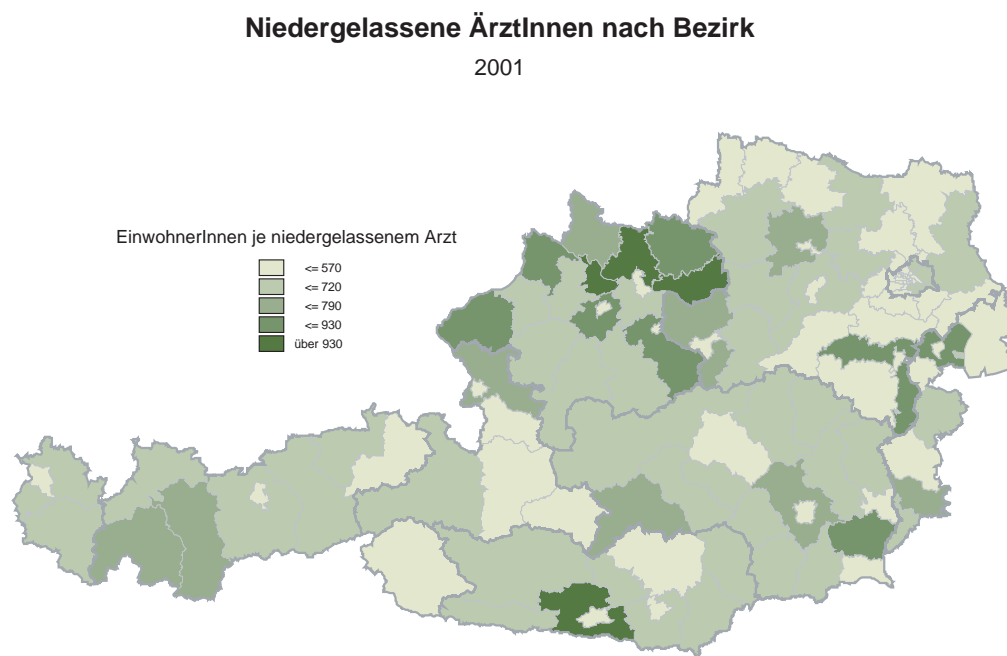 Niedergelassene ÄrztInnen nach Bezirk
2001
EinwohnerInnen je niedergelassenem Arzt
<= 570
<= 720
<= 790
<= 930
über 930